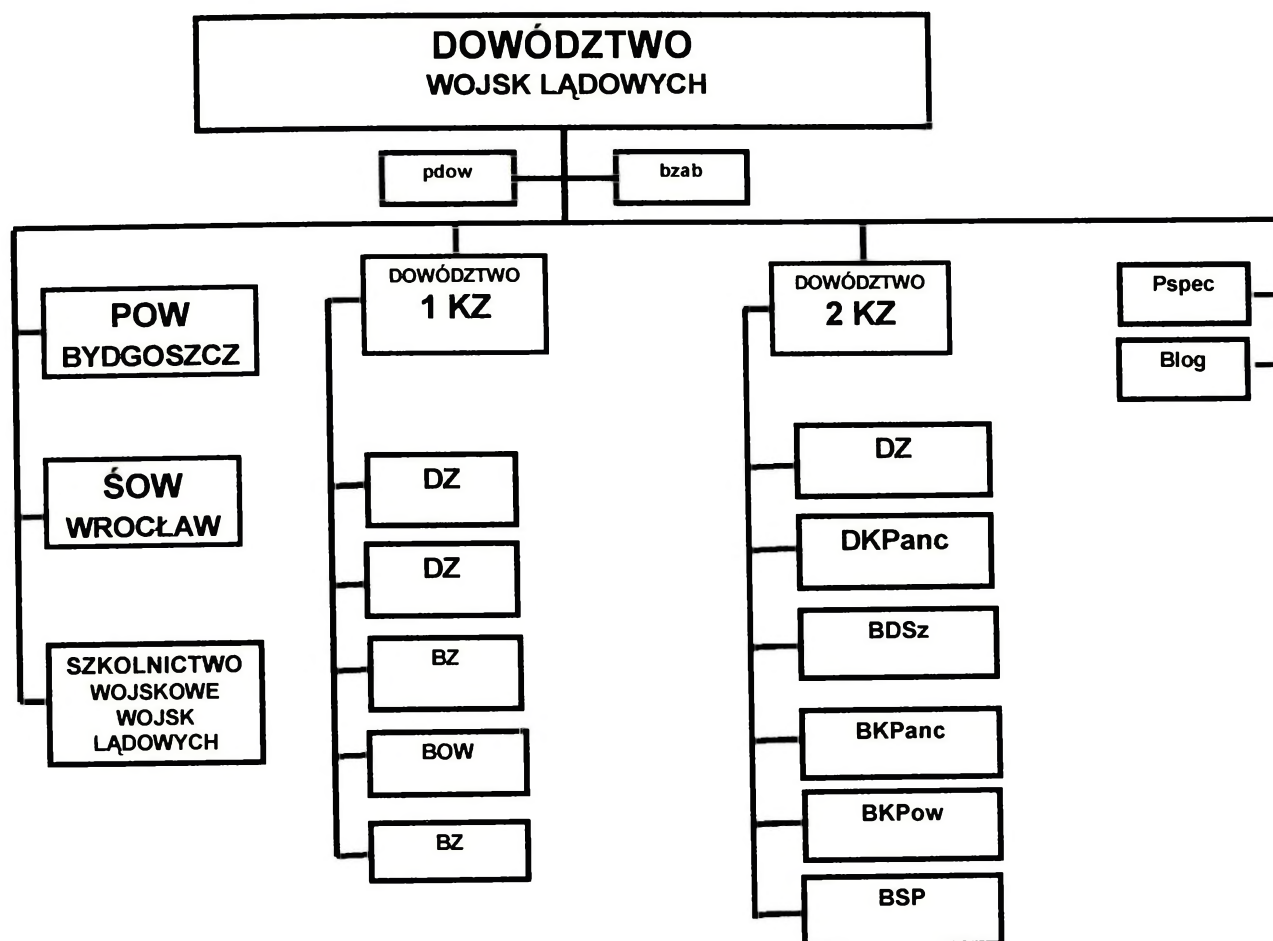 DOWÓDZTWO
WOJSK LĄDOWYCH
pdow
bzab
POW
BYDGOSZCZ
ŚOW
WROCŁAW
SZKOLNICTWO
WOJSKOWE
WOJSK
LĄDOWYCH
DOWÓDZTWO
1 KZ
DZ
DZ
BZ
BOW
BZ
DOWÓDZTWO
2 KZ
DZ
DKPanc
BDSz
BKPanc
BKPow
BSP
Pspec
Blog